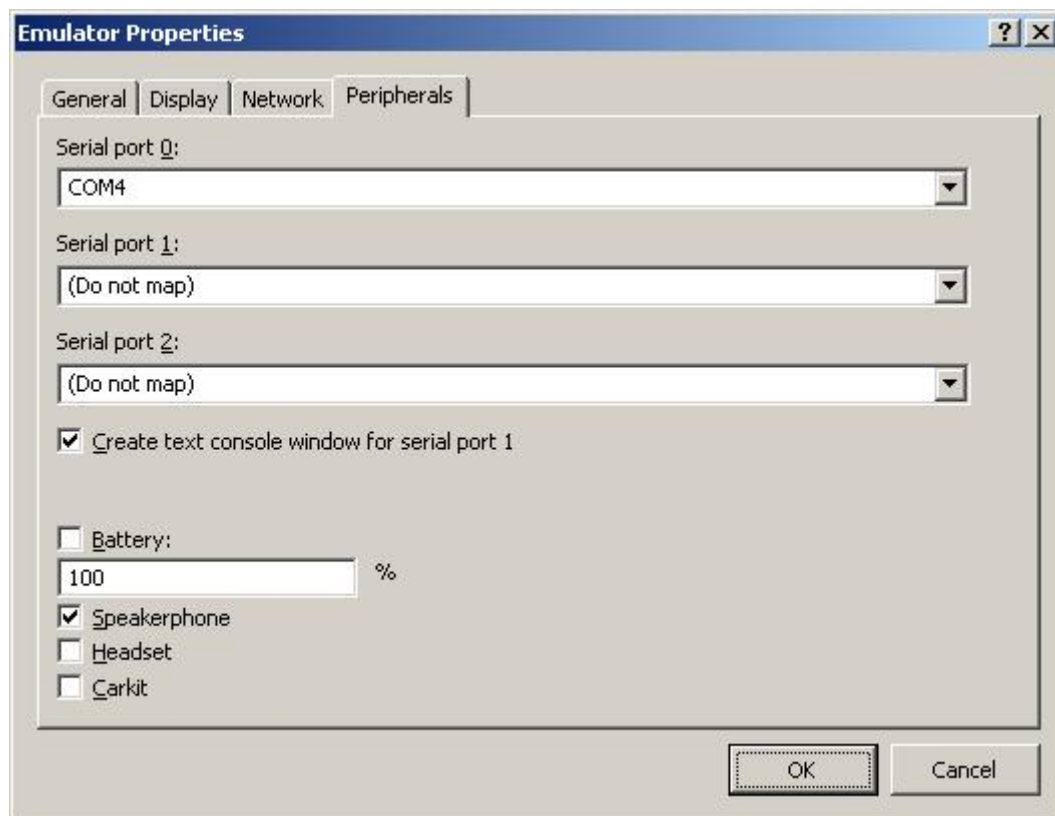 Emulator Properties
General Display Network Peripherals
Serial port 0:
COM4
Serial port 1:
(Do not map)
Serial port 2:
(Do not map)
Create text console window for serial port 1
Battery:
100 %
Speakerphone
Headset
Carkit
OK Cancel